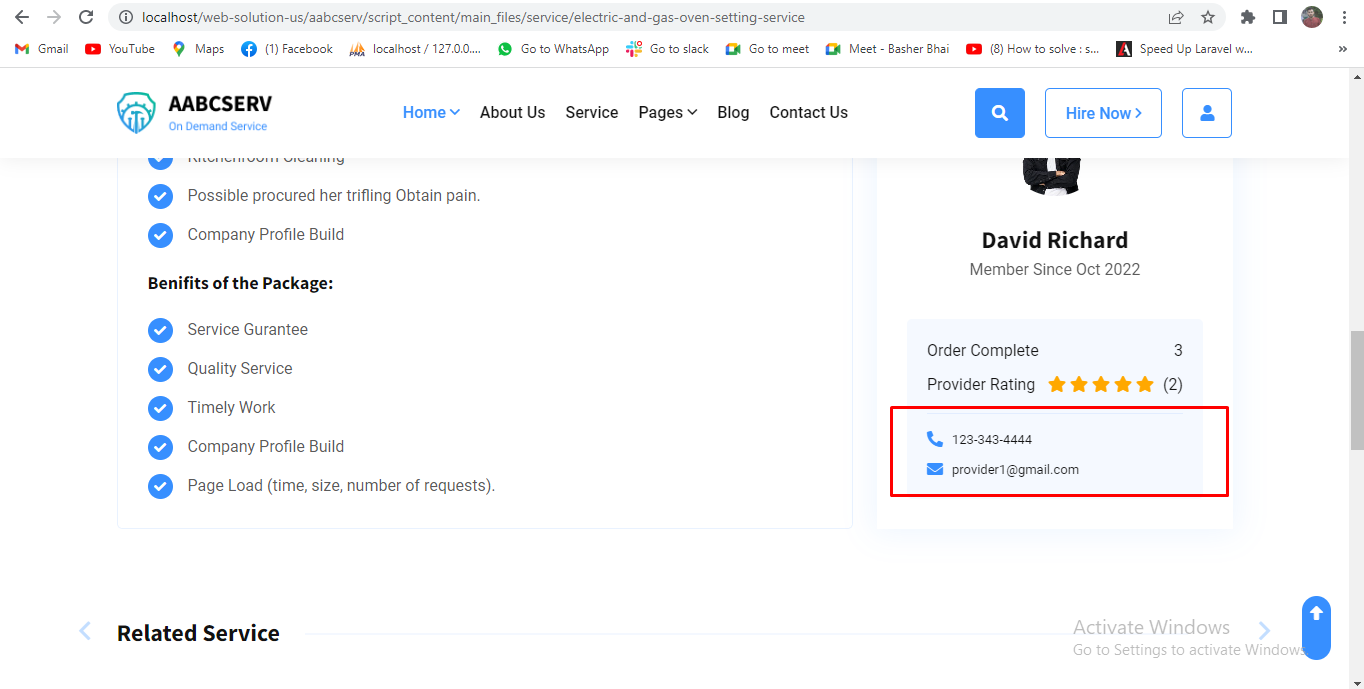 localhost/web-solution-us/aabcserv/script_content/main_files/service/electric-and-gas-oven-setting-service
Gmail YouTube Maps (1) Facebook localhost / 127.0.0.... Go to WhatsApp Go to slack Go to meet Meet - Basher Bhai (8) How to solve : s... Speed Up Laravel w... »
AABCSERV
On Demand Service
Home About Us Service Pages Blog Contact Us Hire Now
Kitchenroom Cleaning
Possible procured her trifling Obtain pain.
Company Profile Build
Benifits of the Package:
Service Gurantee
Quality Service
Timely Work
Company Profile Build
Page Load (time, size, number of requests).
David Richard
Member Since Oct 2022
Order Complete 3
Provider Rating (2)
123-343-4444
provider1@gmail.com
Related Service
Activate Windows
Go to Settings to activate Windows